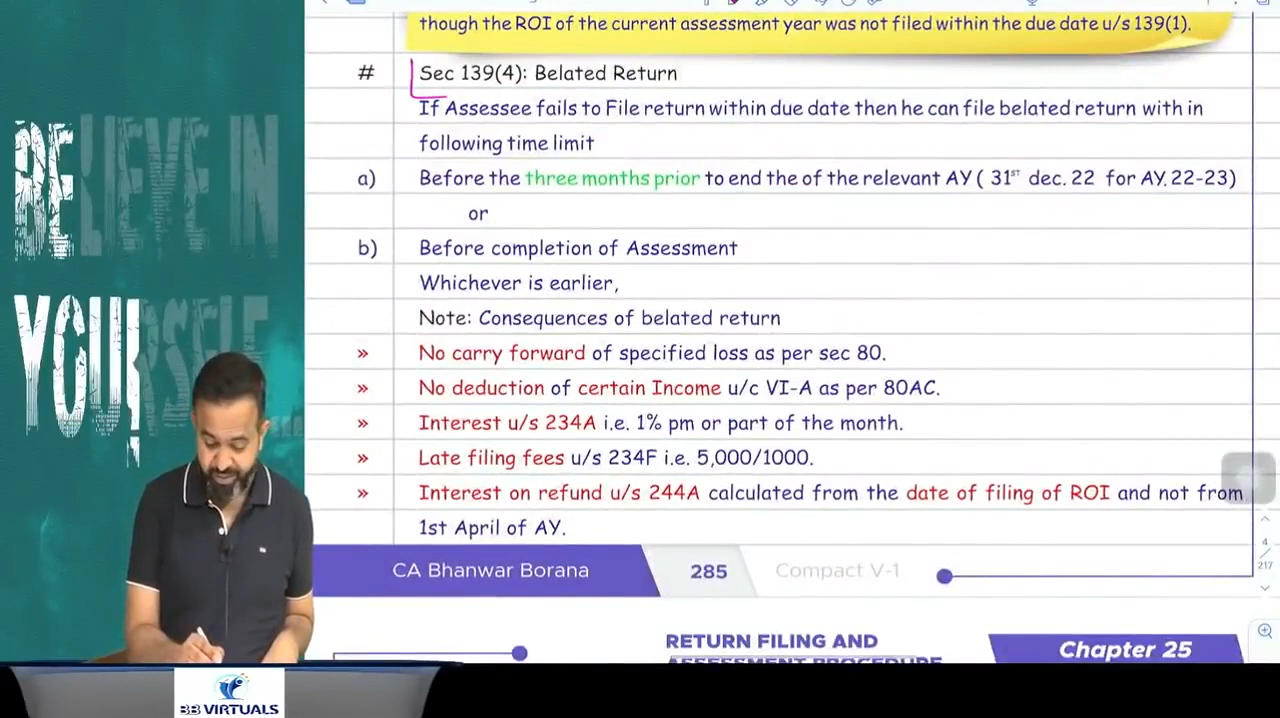 though the ROI of the current assessment year was not filed within the due date u/s 139(1).
# Sec 139(4): Belated Return
If Assessee fails to File return within due date then he can file belated return with in
following time limit
a) Before the three months prior to end the of the relevant AY ( 31st dec. 22 for AY. 22-23)
or
b) Before completion of Assessment
Whichever is earlier,
Note: Consequences of belated return
» No carry forward of specified loss as per sec 80.
» No deduction of certain Income u/c VI-A as per 80AC.
» Interest u/s 234A i.e. 1% pm or part of the month.
» Late filing fees u/s 234F i.e. 5,000/1000.
» Interest on refund u/s 244A calculated from the date of filing of ROI and not from
1st April of AY.
CA Bhanwar Borana 285 Compact V-1
RETURN FILING AND
ASSESSMENT PROCEDURE
Chapter 25
BELIEVE IN
YOURSELF
BB VIRTUALS
4
/
217